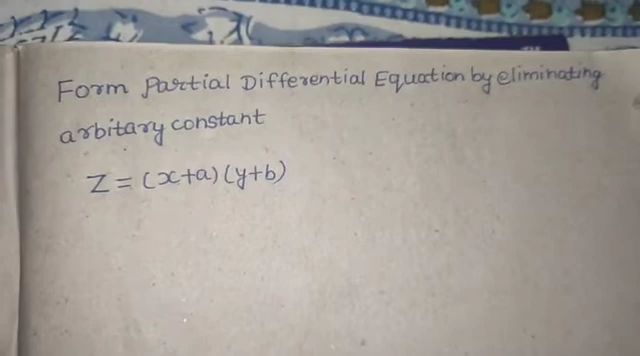 Form Partial Differential Equation by eliminating
arbitary constant
Z = (x+a) (y+b)